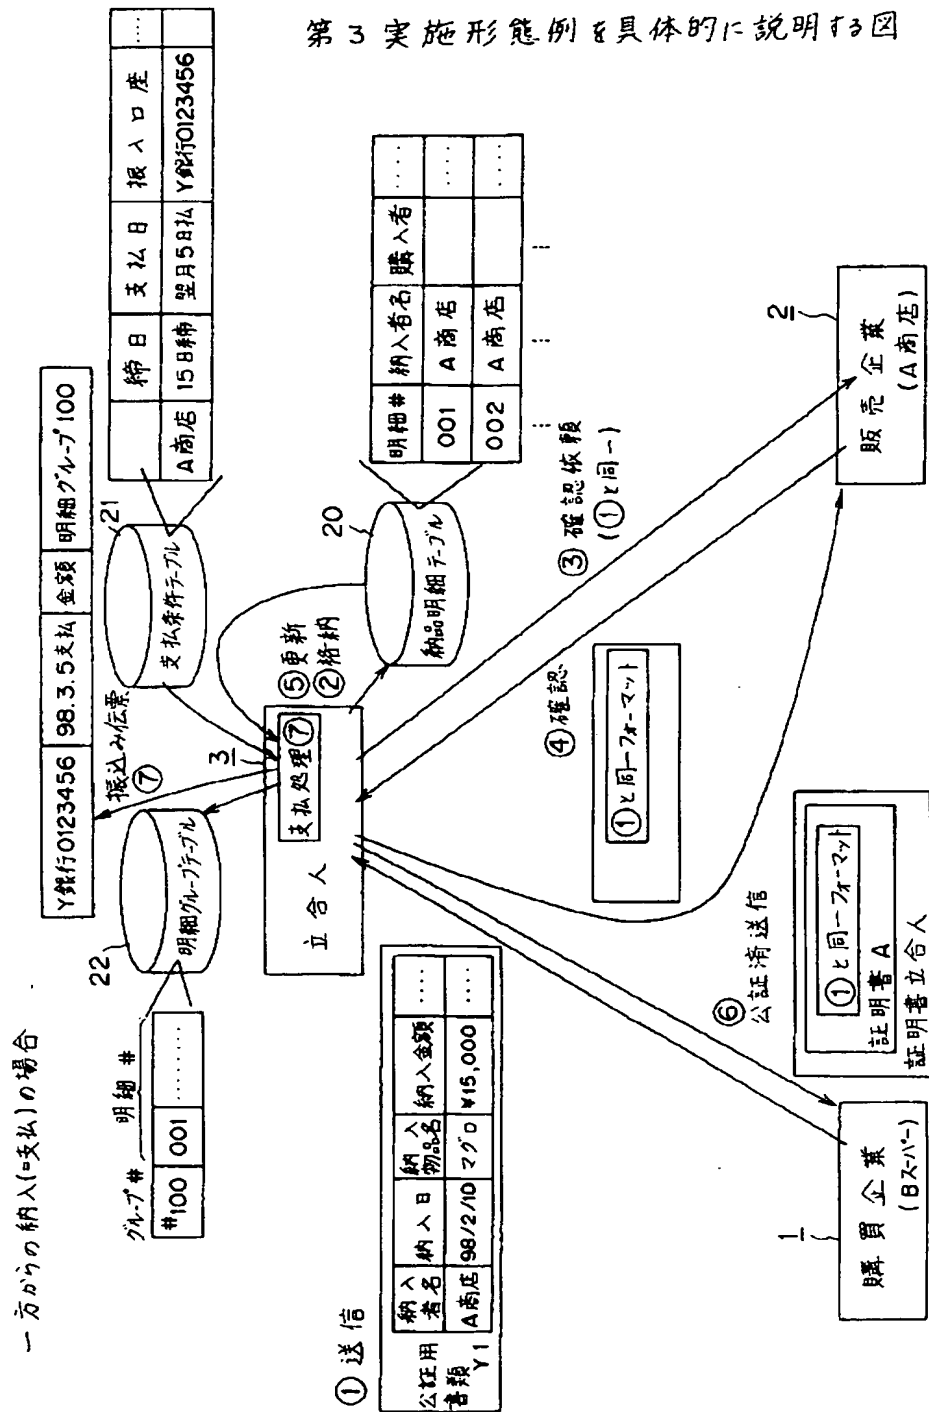 第3実施形態例を具体的に説明する図
一方からの納入(=支払)の場合
Y銀行0123456 98.3.5支払 金額 明細グループ100
締日 支払日 振入口座 ……
A商店 15日締 翌月5日払 Y銀行0123456
21
支払条件テーブル
振込み伝票
⑦
22
明細グループテーブル
グループ# 明細#
#100 001 ……
明細# 納入者名 購入者 ……
001 A商店 ……
002 A商店 ……
20
納品明細テーブル
⑤更新
②格納
3
支払処理⑦
立合人
①送信
公証用
書類
Y1
納入者名 納入日 納入物品名 納入金額 ……
A商店 98/2/10 マグロ ¥15,000 ……
③確認依頼
(①と同一)
④確認
①と同一フォーマット
⑥
公証済送信
①と同一フォーマット
証明書A
証明書立合人
1
購買企業
(Bスーパー)
2
販売企業
(A商店)